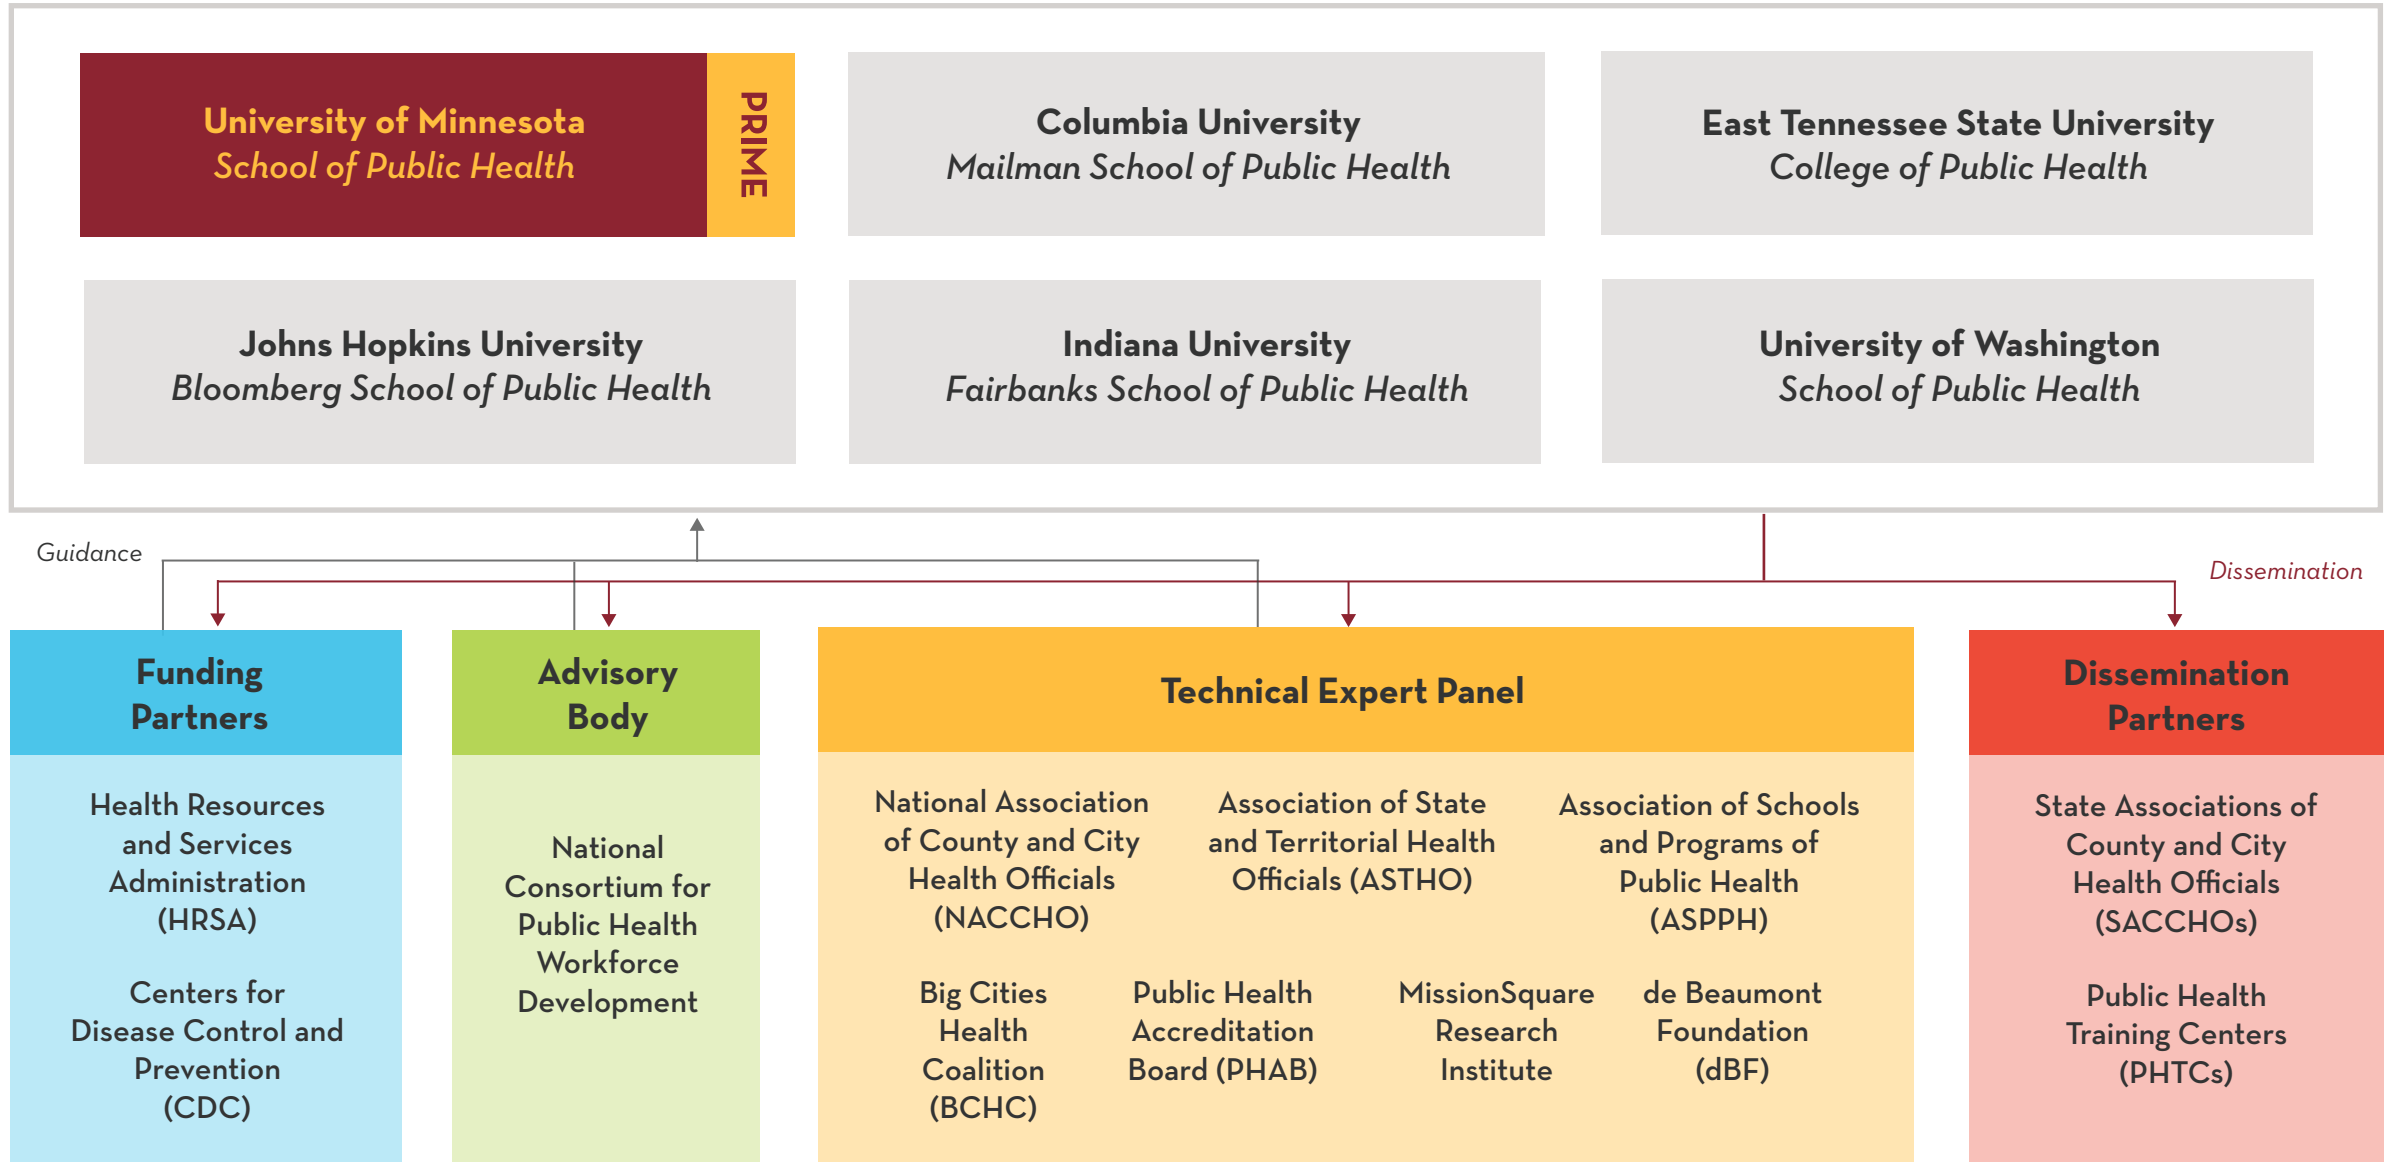 University of Minnesota
School of Public Health
PRIME
Columbia University
Mailman School of Public Health
East Tennessee State University
College of Public Health
Johns Hopkins University
Bloomberg School of Public Health
Indiana University
Fairbanks School of Public Health
University of Washington
School of Public Health
Guidance
Dissemination
Funding
Partners
Health Resources
and Services
Administration
(HRSA)
Centers for
Disease Control and
Prevention
(CDC)
Advisory
Body
National
Consortium for
Public Health
Workforce
Development
Technical Expert Panel
National Association
of County and City
Health Officials
(NACCHO)
Association of State
and Territorial Health
Officials (ASTHO)
Association of Schools
and Programs of
Public Health
(ASPPH)
Big Cities
Health
Coalition
(BCHC)
Public Health
Accreditation
Board (PHAB)
MissionSquare
Research
Institute
de Beaumont
Foundation
(dBF)
Dissemination
Partners
State Associations of
County and City
Health Officials
(SACCHOs)
Public Health
Training Centers
(PHTCs)